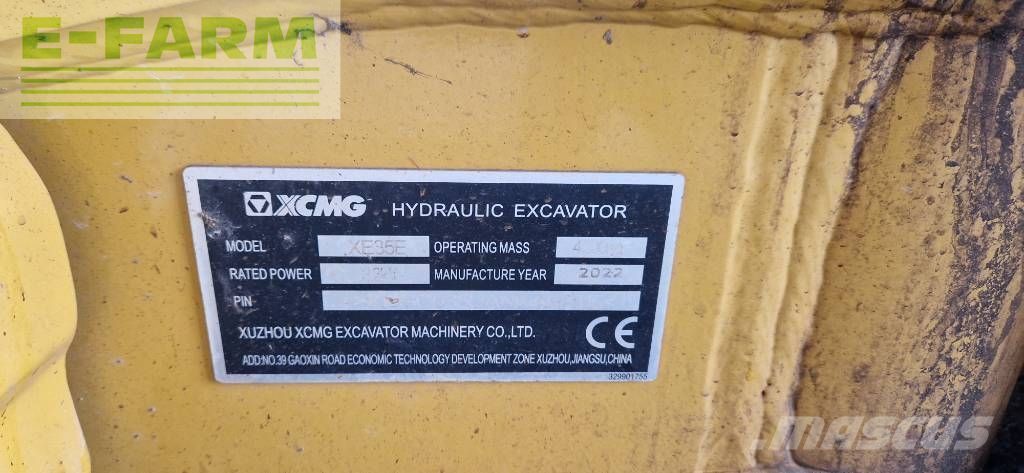 E-FARM
XCMG HYDRAULIC EXCAVATOR
MODEL XE35E OPERATING MASS
RATED POWER MANUFACTURE YEAR 2022
PIN
XUZHOU XCMG EXCAVATOR MACHINERY CO.,LTD. CE
ADD:NO.39 GAOXIN ROAD ECONOMIC TECHNOLOGY DEVELOPMENT ZONE XUZHOU,JIANGSU,CHINA
329901755
MASCUS